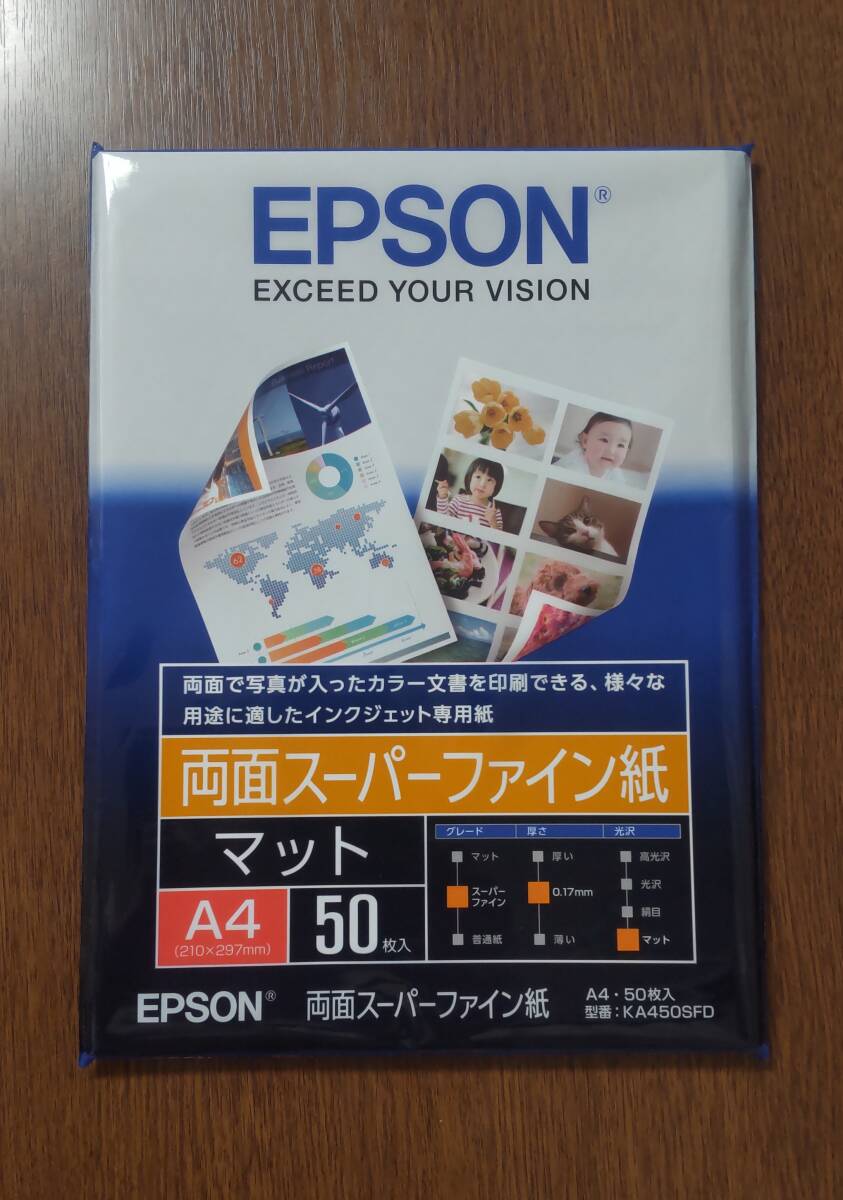 EPSON®
EXCEED YOUR VISION
Business Report
62
58
両面で写真が入ったカラー文書を印刷できる、様々な
用途に適したインクジェット専用紙
両面スーパーファイン紙
マット
A4
(210×297mm)
50枚入
グレード 厚さ 光沢
マット 厚い 高光沢
光沢
スーパー
ファイン 0.17mm
絹目
普通紙 薄い マット
EPSON® 両面スーパーファイン紙
A4・50枚入
型番：KA450SFD